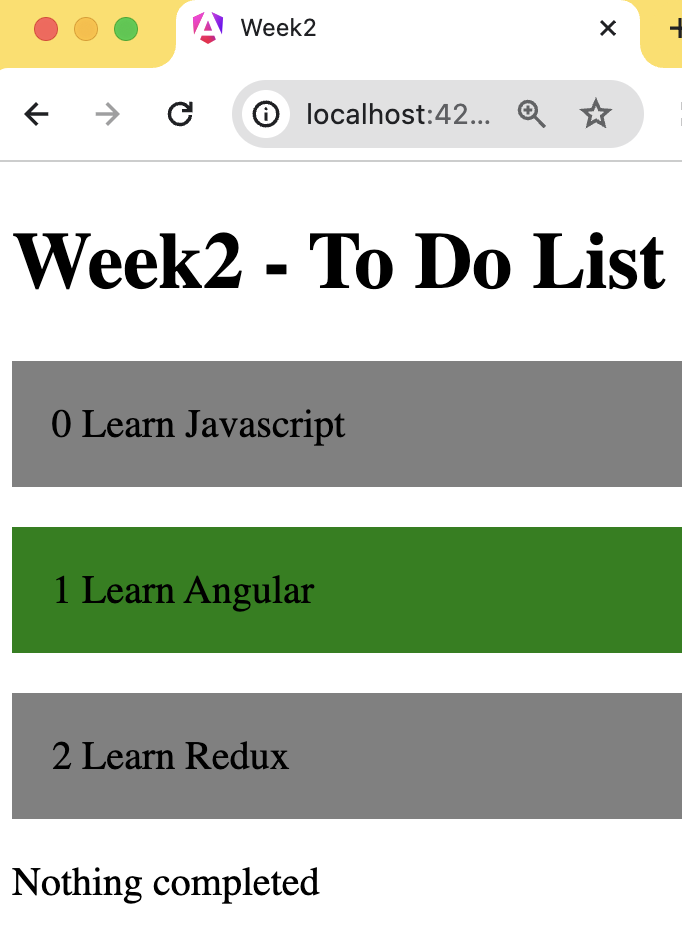 Week2
localhost:42...
Week2 - To Do List
0 Learn Javascript
1 Learn Angular
2 Learn Redux
Nothing completed